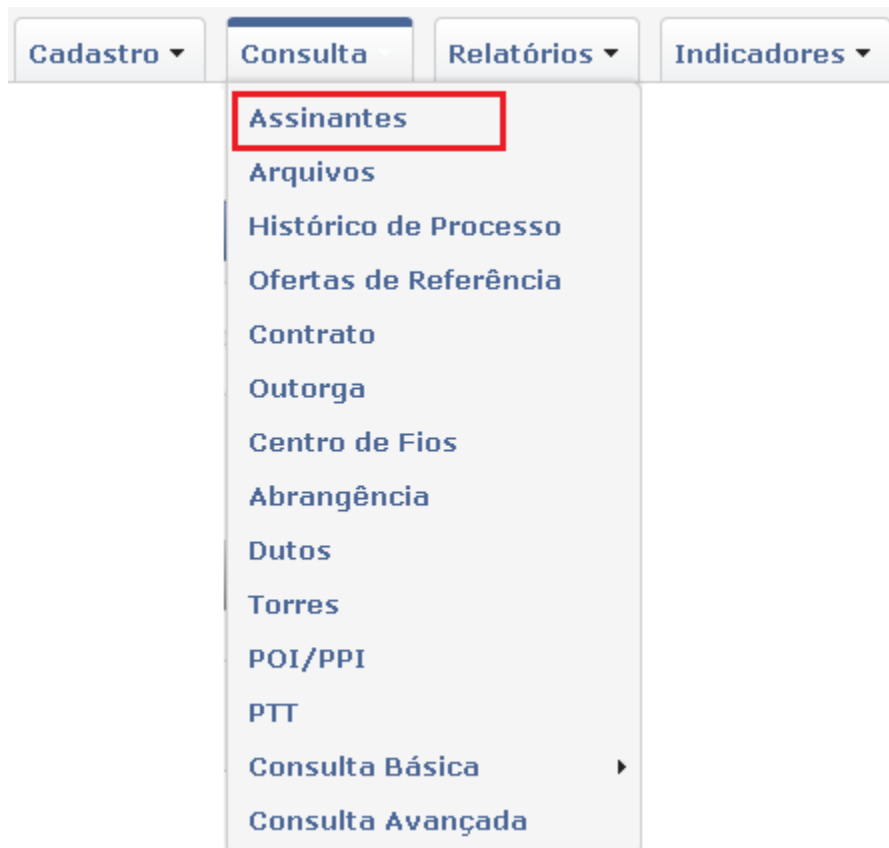 Cadastro Consulta Relatórios Indicadores
Assinantes
Arquivos
Histórico de Processo
Ofertas de Referência
Contrato
Outorga
Centro de Fios
Abrangência
Dutos
Torres
POI/PPI
PTT
Consulta Básica
Consulta Avançada